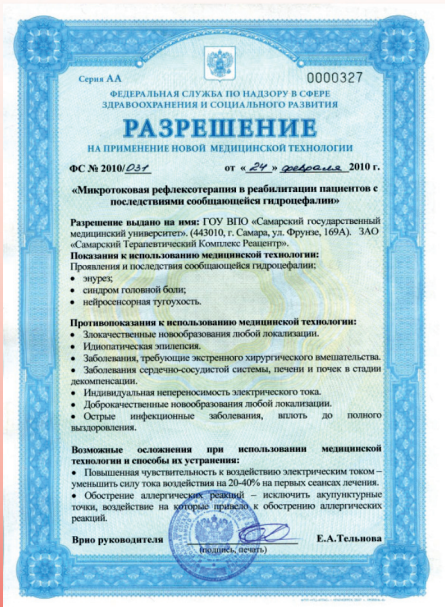 Серия АА
0000327
ФЕДЕРАЛЬНАЯ СЛУЖБА ПО НАДЗОРУ В СФЕРЕ
ЗДРАВООХРАНЕНИЯ И СОЦИАЛЬНОГО РАЗВИТИЯ
РАЗРЕШЕНИЕ
НА ПРИМЕНЕНИЕ НОВОЙ МЕДИЦИНСКОЙ ТЕХНОЛОГИИ
ФС № 2010/031 от « 24 » февраля 2010 г.
«Микротоковая рефлексотерапия в реабилитации пациентов с
последствиями сообщающейся гидроцефалии»
Разрешение выдано на имя: ГОУ ВПО «Самарский государственный
медицинский университет». (443010, г. Самара, ул. Фрунзе, 169А). ЗАО
«Самарский Терапевтический Комплекс Реацентр».
Показания к использованию медицинской технологии:
Проявления и последствия сообщающейся гидроцефалии;
• энурез;
• синдром головной боли;
• нейросенсорная тугоухость.
Противопоказания к использованию медицинской технологии:
• Злокачественные новообразования любой локализации.
• Идиопатическая эпилепсия.
• Заболевания, требующие экстренного хирургического вмешательства.
• Заболевания сердечно-сосудистой системы, печени и почек в стадии
декомпенсации.
• Индивидуальная непереносимость электрического тока.
• Доброкачественные новообразования любой локализации.
• Острые инфекционные заболевания, вплоть до полного
выздоровления.
Возможные осложнения при использовании медицинской
технологии и способы их устранения:
• Повышенная чувствительность к воздействию электрическим током –
уменьшить силу тока воздействия на 20-40% на первых сеансах лечения.
• Обострение аллергических реакций – исключить акупунктурные
точки, воздействие на которые привело к обострению аллергических
реакций.
Врио руководителя
Е.А.Тельнова
(подпись, печать)